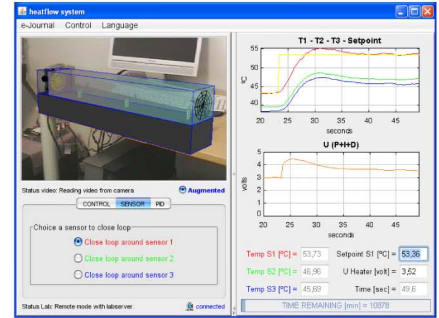 heatflow system
e-Journal Control Language
T1 - T2 - T3 - Setpoint
55
50
ºC
45
40
20 25 30 35 40 45
seconds
U (P+I+D)
5
4
3
volts
2
1
0
20 25 30 35 40 45
seconds
Status video: Reading video from camera
Augmented
CONTROL SENSOR PID
Choice a sensor to close loop
Close loop around sensor 1
Close loop around sensor 2
Close loop around sensor 3
Status Lab: Remote mode with labserver.
connected
Temp S1 [ºC] = 53,73 Setpoint S1 [ºC] = 53,36
Temp S2 [ºC] = 46,96 U Heater [volt] = 3,52
Temp S3 [ºC] = 45,69 Time [sec] = 49,6
TIME REMAINING [min] = 10878